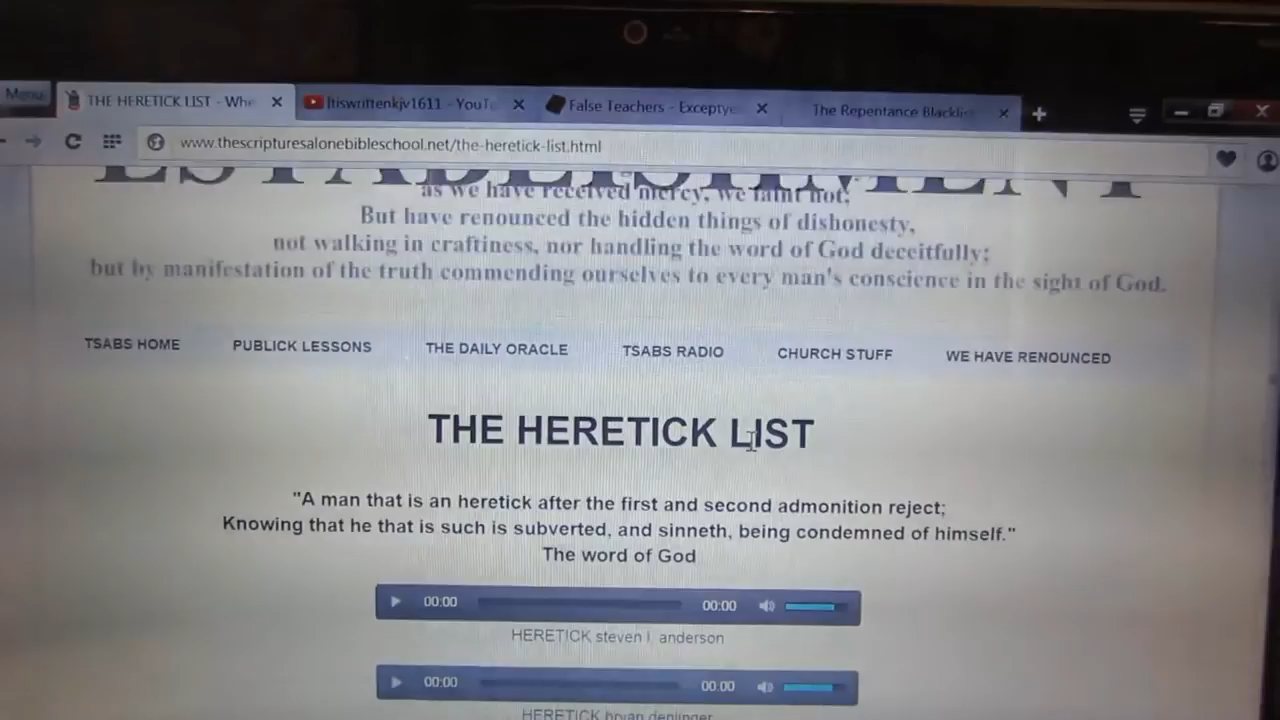 Menu
THE HERETICK LIST - Whe
Itiswrittenkjv1611 - YouT
False Teachers - Exceptye
The Repentance Blackli
www.thescripturesalonebibleschool.net/the-heretick-list.html
as we have received mercy, we faint not;
But have renounced the hidden things of dishonesty,
not walking in craftiness, nor handling the word of God deceitfully;
but by manifestation of the truth commending ourselves to every man's conscience in the sight of God.
TSABS HOME PUBLICK LESSONS THE DAILY ORACLE TSABS RADIO CHURCH STUFF WE HAVE RENOUNCED
THE HERETICK LIST
"A man that is an heretick after the first and second admonition reject;
Knowing that he that is such is subverted, and sinneth, being condemned of himself."
The word of God
00:00 00:00
HERETICK steven l anderson
00:00 00:00
HERETICK bryan denlinger